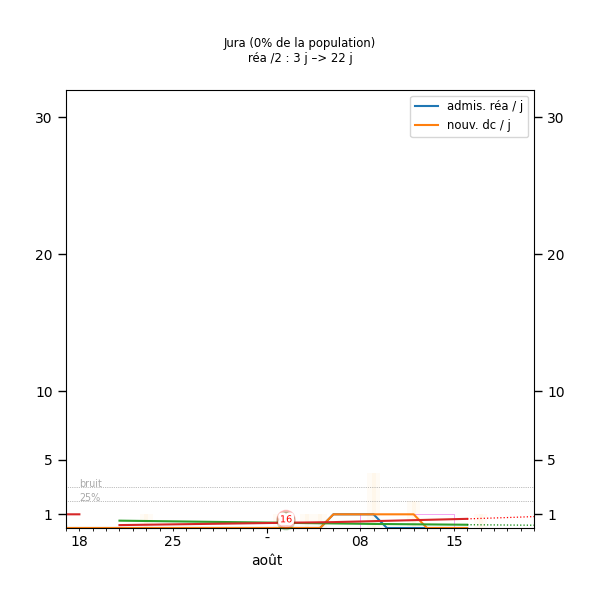 Jura (0% de la population)
réa /2 : 3 j –> 22 j
admis. réa / j
nouv. dc / j
30
30
20
20
10
10
5
5
bruit
25%
1
1
16
18
25
-
08
15
août